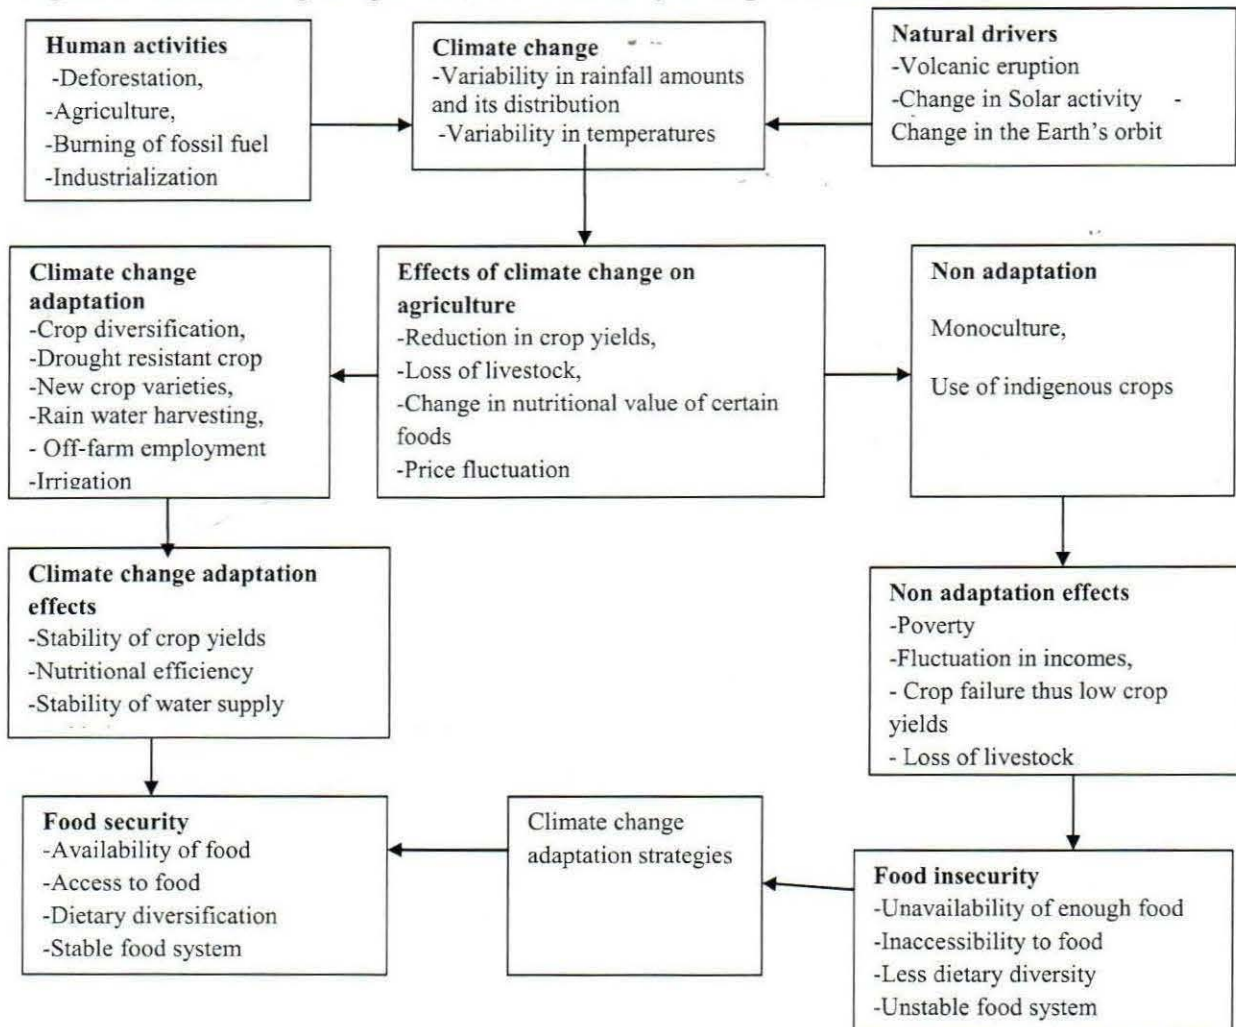 Human activities
-Deforestation,
-Agriculture,
-Burning of fossil fuel
-Industrialization
Climate change
-Variability in rainfall amounts
and its distribution
-Variability in temperatures
Natural drivers
-Volcanic eruption
-Change in Solar activity -
Change in the Earth's orbit
Climate change
adaptation
-Crop diversification,
-Drought resistant crop
-New crop varieties,
-Rain water harvesting,
- Off-farm employment
-Irrigation
Effects of climate change on
agriculture
-Reduction in crop yields,
-Loss of livestock,
-Change in nutritional value of certain
foods
-Price fluctuation
Non adaptation
Monoculture,
Use of indigenous crops
Climate change adaptation
effects
-Stability of crop yields
-Nutritional efficiency
-Stability of water supply
Non adaptation effects
-Poverty
-Fluctuation in incomes,
- Crop failure thus low crop
yields
- Loss of livestock
Food security
-Availability of food
-Access to food
-Dietary diversification
-Stable food system
Climate change
adaptation strategies
Food insecurity
-Unavailability of enough food
-Inaccessibility to food
-Less dietary diversity
-Unstable food system